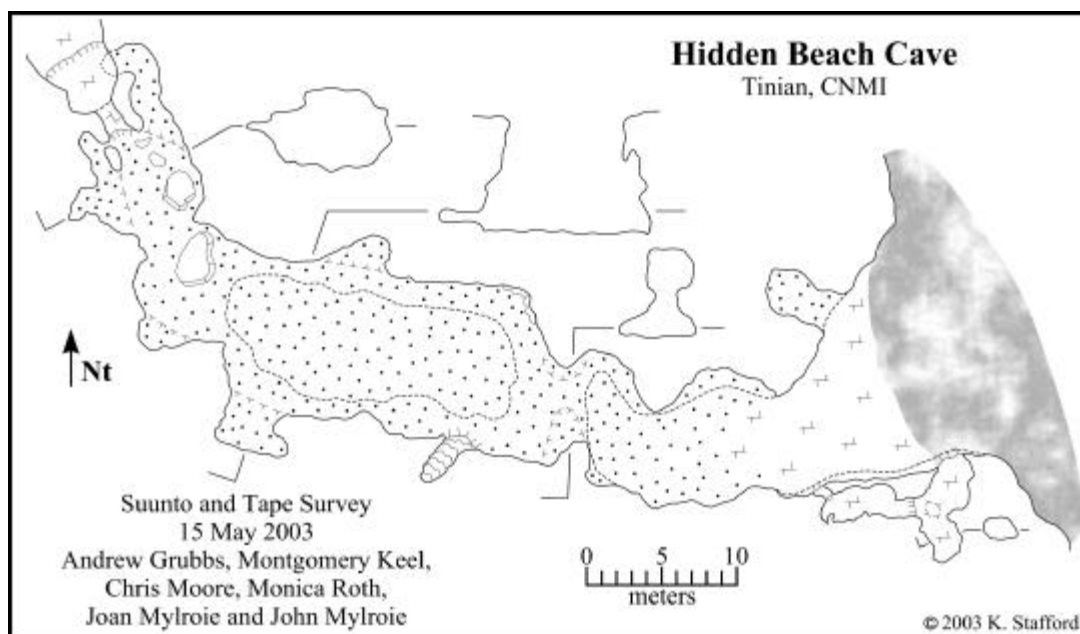 Hidden Beach Cave
Tinian, CNMI
Nt
Suunto and Tape Survey
15 May 2003
Andrew Grubbs, Montgomery Keel,
Chris Moore, Monica Roth,
Joan Mylroie and John Mylroie
0 5 10
meters
© 2003 K. Stafford